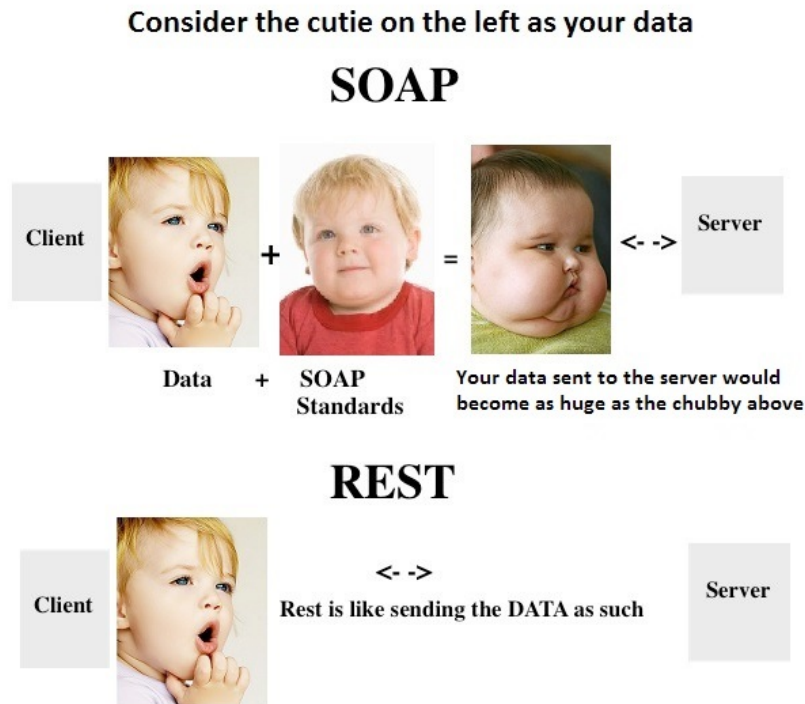 Consider the cutie on the left as your data
SOAP
Client
+
=
<- ->
Server
Data + SOAP
Standards
Your data sent to the server would
become as huge as the chubby above
REST
Client
<- ->
Rest is like sending the DATA as such
Server